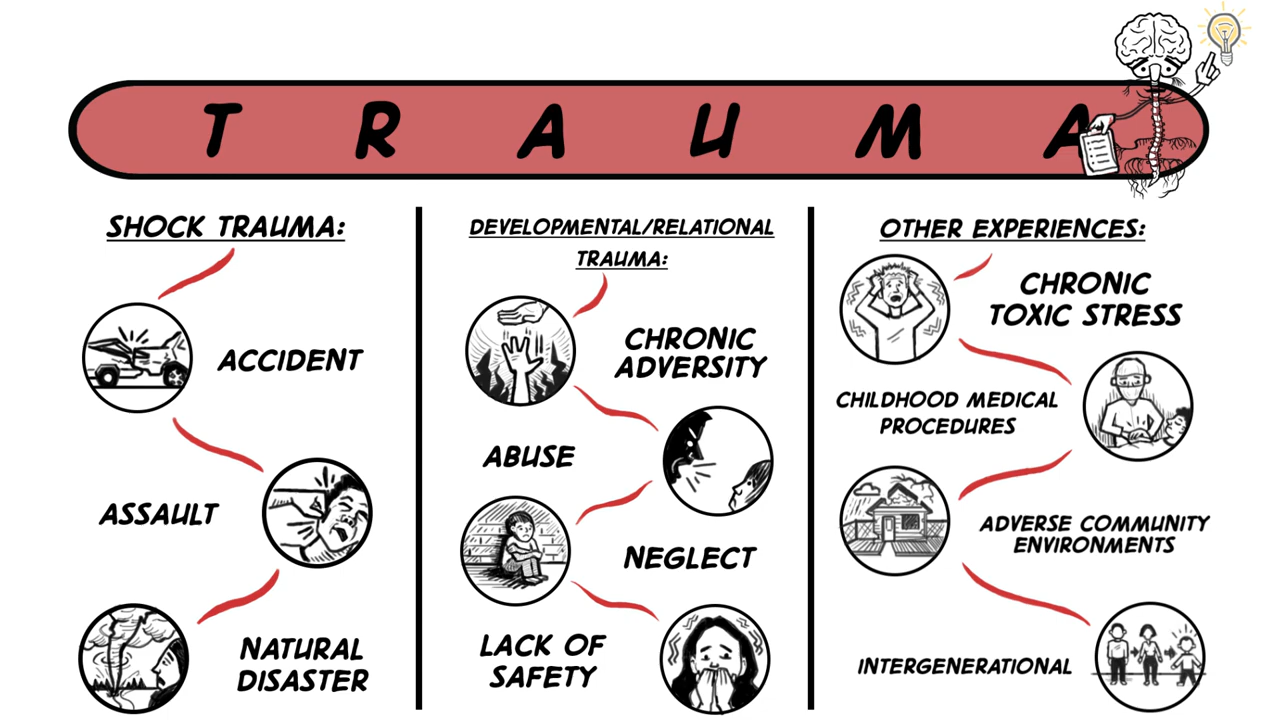 TRAUMA
SHOCK TRAUMA:
ACCIDENT
ASSAULT
NATURAL
DISASTER
DEVELOPMENTAL/RELATIONAL
TRAUMA:
CHRONIC
ADVERSITY
ABUSE
NEGLECT
LACK OF
SAFETY
OTHER EXPERIENCES:
CHRONIC
TOXIC STRESS
CHILDHOOD MEDICAL
PROCEDURES
ADVERSE COMMUNITY
ENVIRONMENTS
INTERGENERATIONAL